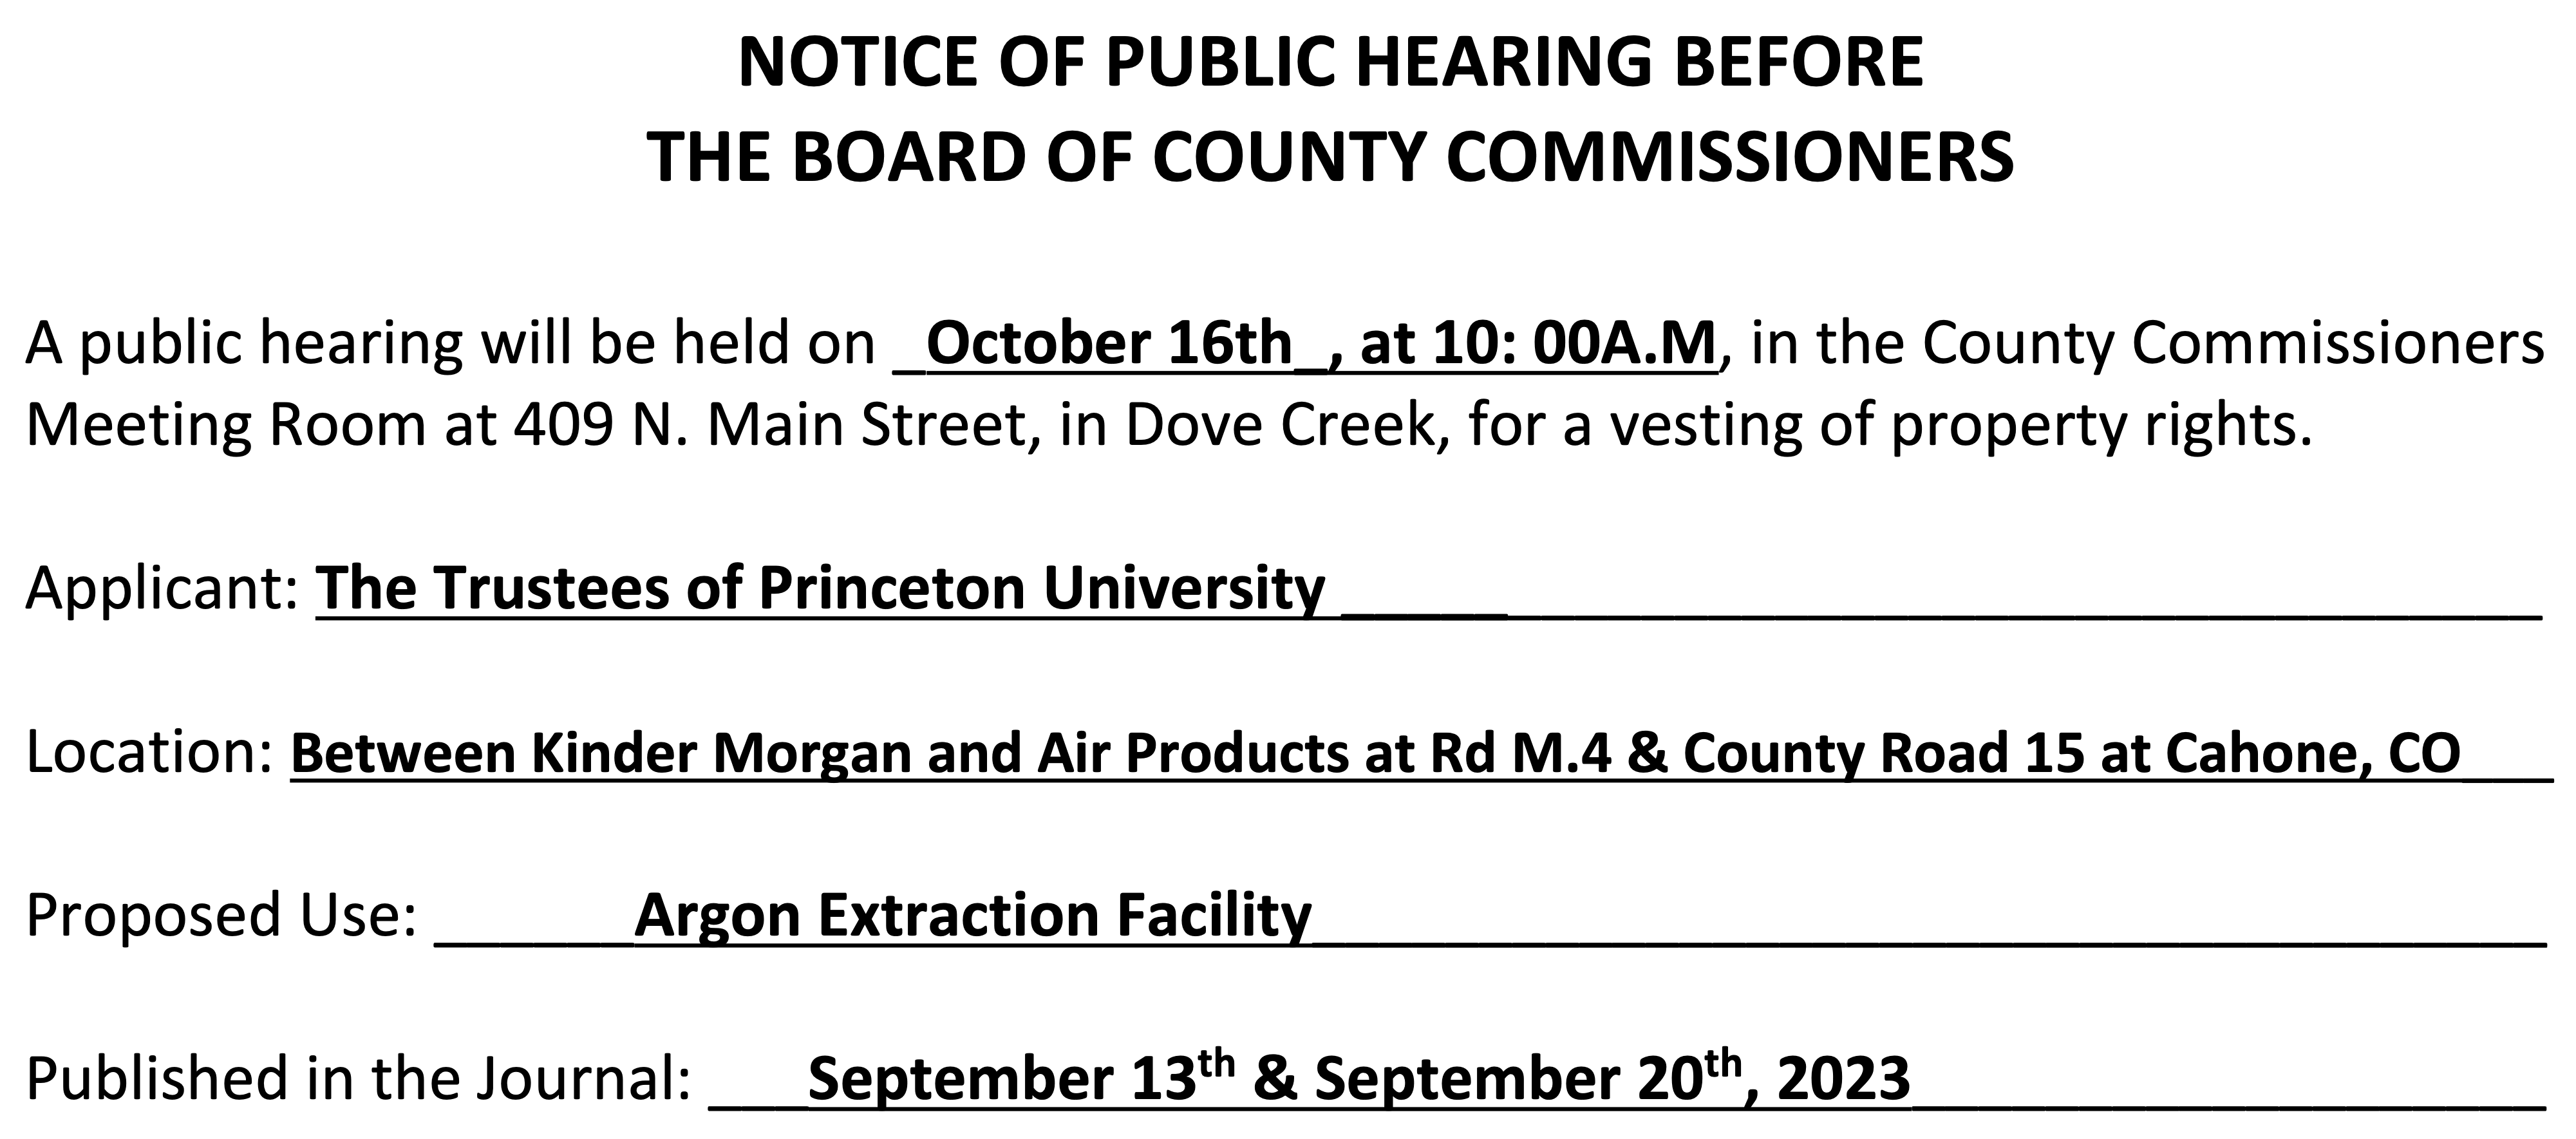 NOTICE OF PUBLIC HEARING BEFORE
THE BOARD OF COUNTY COMMISSIONERS
A public hearing will be held on _October 16th_, at 10: 00A.M, in the County Commissioners
Meeting Room at 409 N. Main Street, in Dove Creek, for a vesting of property rights.
Applicant: The Trustees of Princeton University
Location: Between Kinder Morgan and Air Products at Rd M.4 & County Road 15 at Cahone, CO
Proposed Use: Argon Extraction Facility
Published in the Journal: September 13th & September 20th, 2023